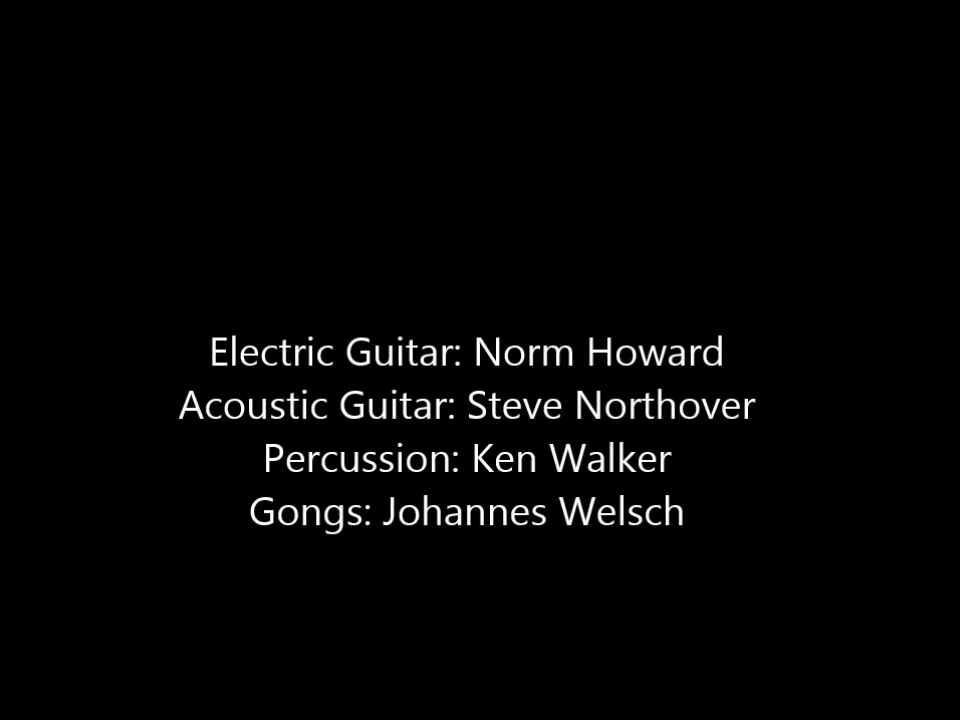 Electric Guitar: Norm Howard
Acoustic Guitar: Steve Northover
Percussion: Ken Walker
Gongs: Johannes Welsch